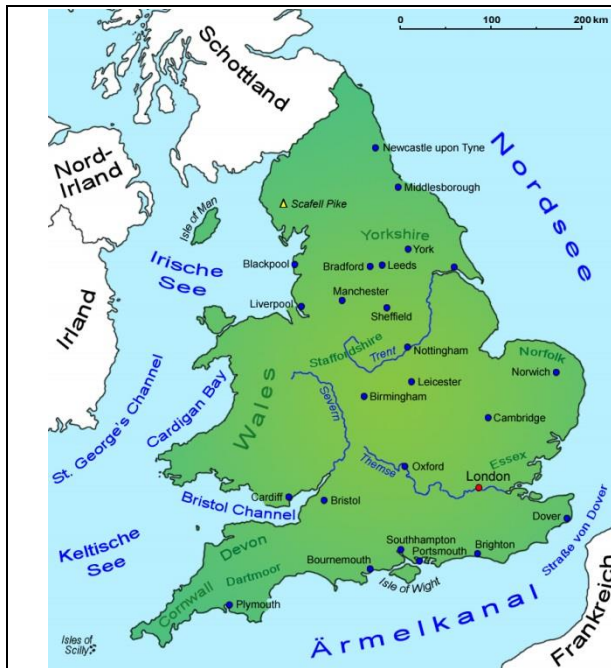 0 100 200 km
Schottland
Nord-
Irland
Newcastle upon Tyne
Nordsee
Middlesborough
Scafell Pike
Isle of Man
Yorkshire
York
Irische
See
Blackpool
Bradford
Leeds
Manchester
Liverpool
Sheffield
Irland
Staffordshire
Trent
Nottingham
Norfolk
Norwich
Leicester
Birmingham
St. George's Channel
Cardigan Bay
Wales
Severn
Cambridge
Themse
Oxford
Essex
London
Cardiff
Bristol
Bristol Channel
Dover
Keltische
See
Straße von Dover
Devon
Southhampton
Portsmouth
Brighton
Bournemouth
Isle of Wight
Dartmoor
Cornwall
Plymouth
Ärmelkanal
Frankreich
Isles of
Scilly